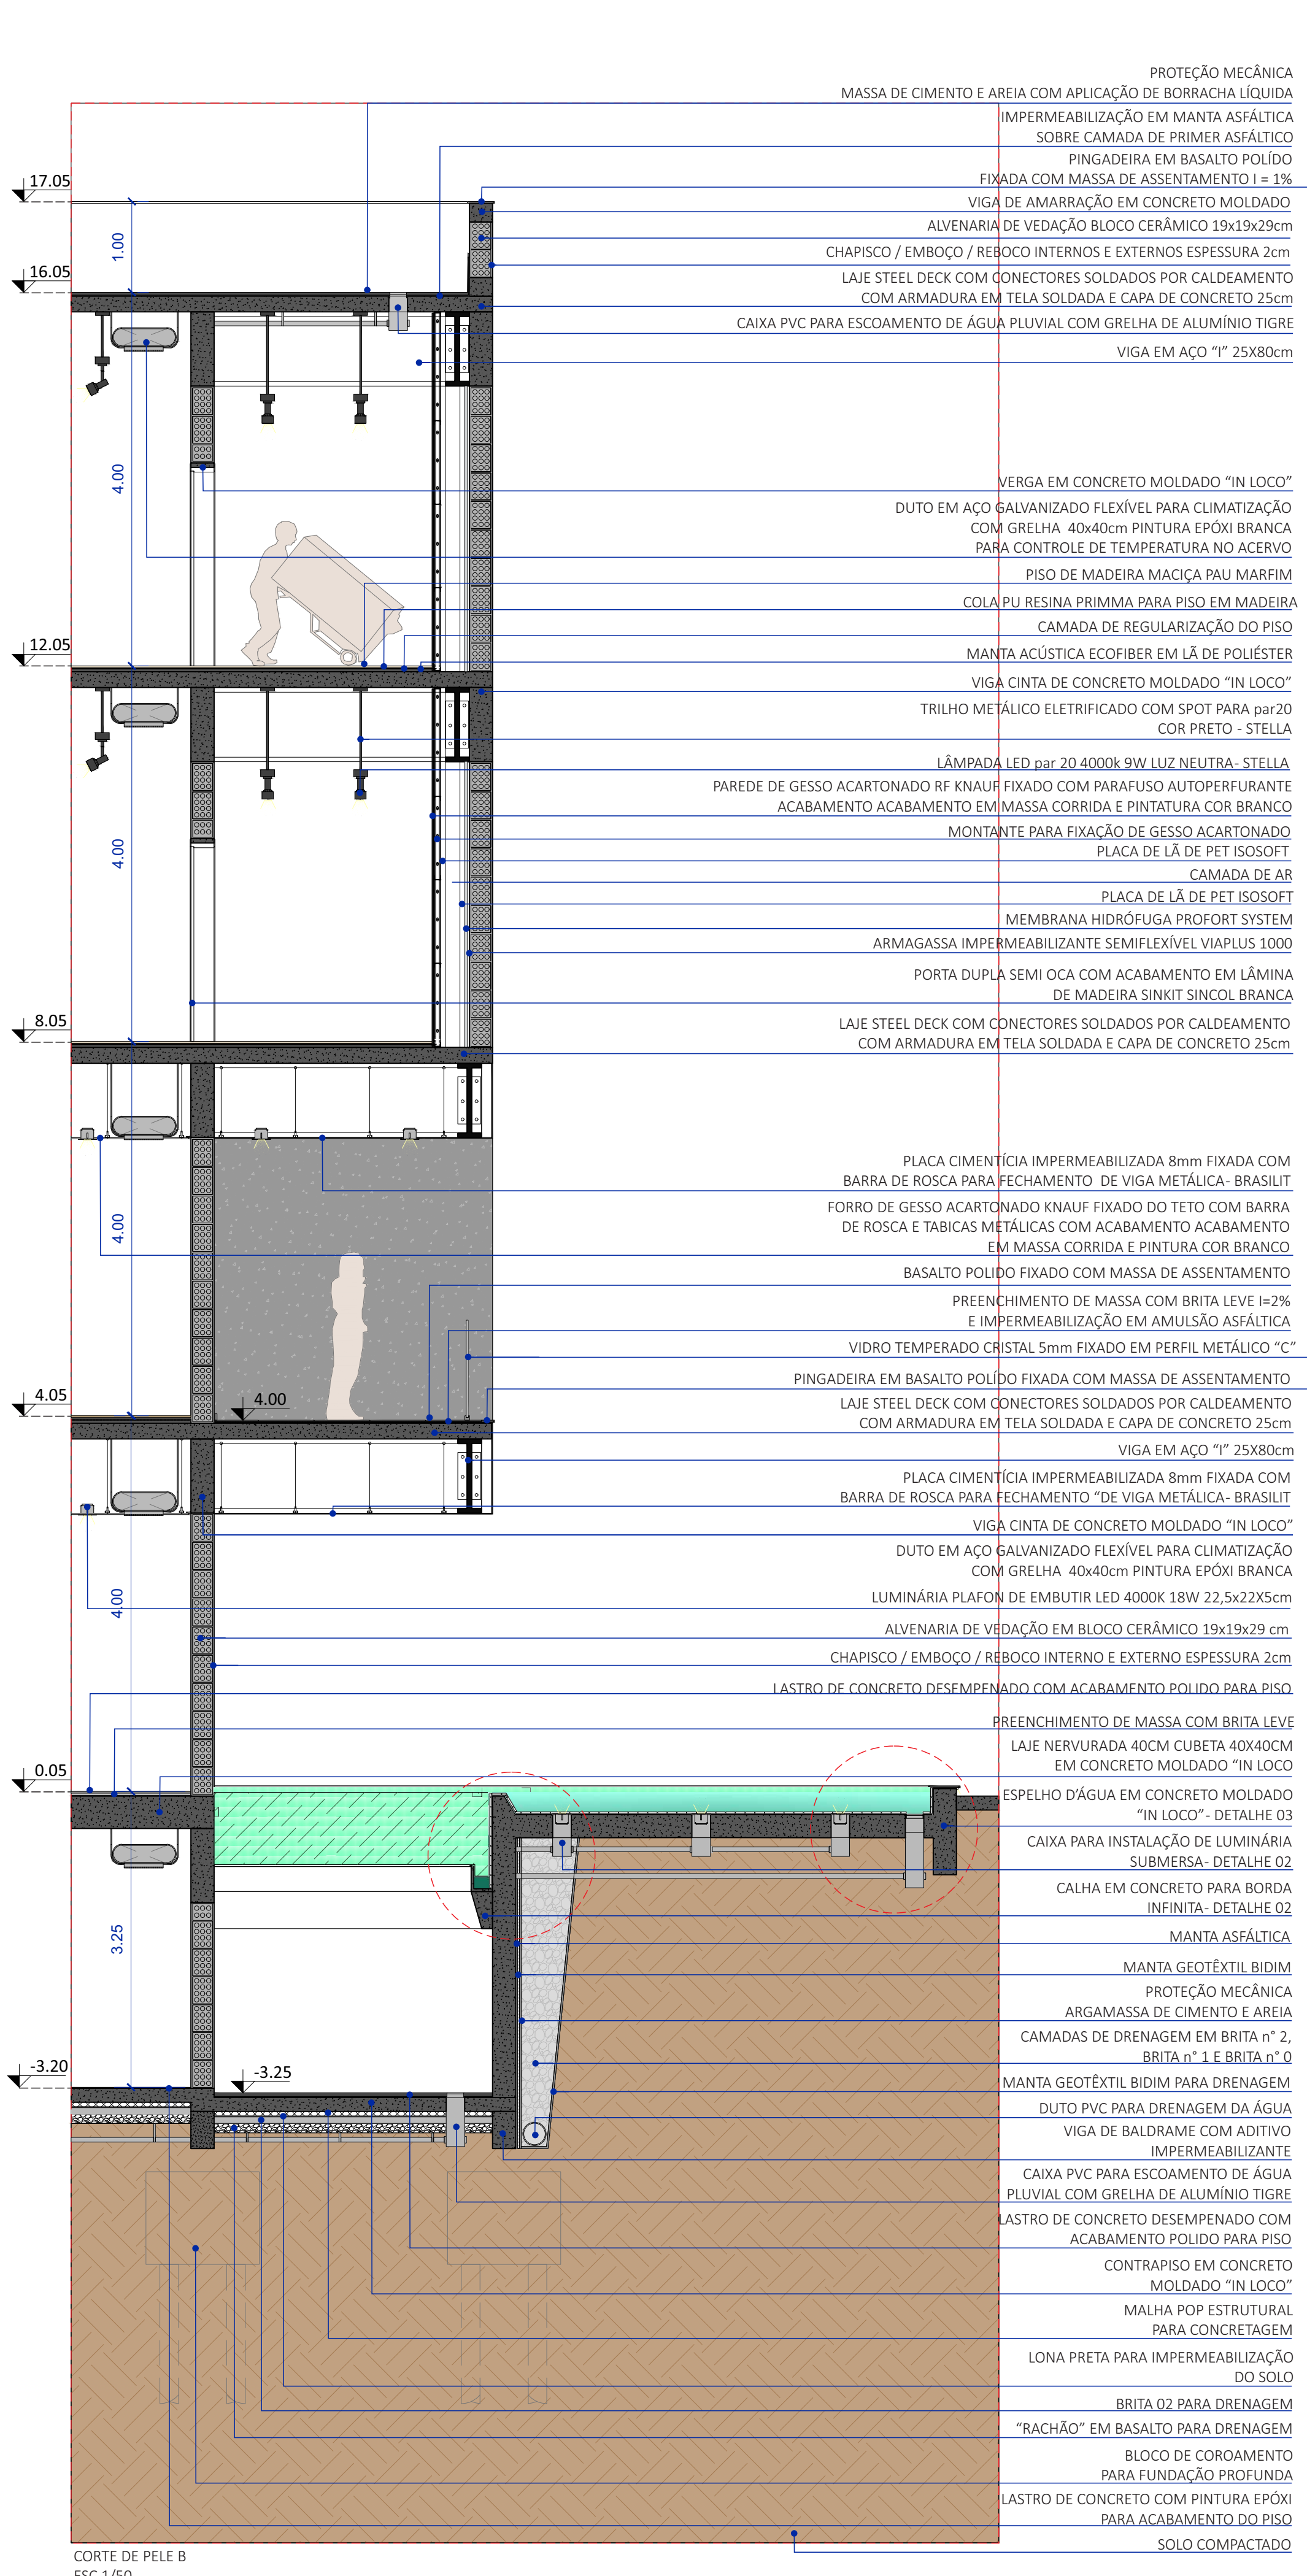 PROTEÇÃO MECÂNICA
MASSA DE CIMENTO E AREIA COM APLICAÇÃO DE BORRACHA LÍQUIDA
IMPERMEABILIZAÇÃO EM MANTA ASFÁLTICA
SOBRE CAMADA DE PRIMER ASFÁLTICO
PINGADEIRA EM BASALTO POLÍDO
17.05
FIXADA COM MASSA DE ASSENTAMENTO I = 1%
VIGA DE AMARRAÇÃO EM CONCRETO MOLDADO
ALVENARIA DE VEDAÇÃO BLOCO CERÂMICO 19x19x29cm
1.00
CHAPISCO / EMBOÇO / REBOCO INTERNOS E EXTERNOS ESPESSURA 2cm
16.05
LAJE STEEL DECK COM CONECTORES SOLDADOS POR CALDEAMENTO
COM ARMADURA EM TELA SOLDADA E CAPA DE CONCRETO 25cm
CAIXA PVC PARA ESCOAMENTO DE ÁGUA PLUVIAL COM GRELHA DE ALUMÍNIO TIGRE
VIGA EM AÇO “I” 25X80cm
4.00
VERGA EM CONCRETO MOLDADO “IN LOCO”
DUTO EM AÇO GALVANIZADO FLEXÍVEL PARA CLIMATIZAÇÃO
COM GRELHA 40x40cm PINTURA EPÓXI BRANCA
PARA CONTROLE DE TEMPERATURA NO ACERVO
PISO DE MADEIRA MACIÇA PAU MARFIM
COLA PU RESINA PRIMMA PARA PISO EM MADEIRA
CAMADA DE REGULARIZAÇÃO DO PISO
12.05
MANTA ACÚSTICA ECOFIBER EM LÃ DE POLIÉSTER
VIGA CINTA DE CONCRETO MOLDADO “IN LOCO”
TRILHO METÁLICO ELETRIFICADO COM SPOT PARA par20
COR PRETO - STELLA
LÂMPADA LED par 20 4000k 9W LUZ NEUTRA- STELLA
PAREDE DE GESSO ACARTONADO RF KNAUF FIXADO COM PARAFUSO AUTOPERFURANTE
ACABAMENTO ACABAMENTO EM MASSA CORRIDA E PINTATURA COR BRANCO
MONTANTE PARA FIXAÇÃO DE GESSO ACARTONADO
4.00
PLACA DE LÃ DE PET ISOSOFT
CAMADA DE AR
PLACA DE LÃ DE PET ISOSOFT
MEMBRANA HIDRÓFUGA PROFORT SYSTEM
ARMAGASSA IMPERMEABILIZANTE SEMIFLEXÍVEL VIAPLUS 1000
PORTA DUPLA SEMI OCA COM ACABAMENTO EM LÂMINA
DE MADEIRA SINKIT SINCOL BRANCA
8.05
LAJE STEEL DECK COM CONECTORES SOLDADOS POR CALDEAMENTO
COM ARMADURA EM TELA SOLDADA E CAPA DE CONCRETO 25cm
PLACA CIMENTÍCIA IMPERMEABILIZADA 8mm FIXADA COM
BARRA DE ROSCA PARA FECHAMENTO DE VIGA METÁLICA- BRASILIT
FORRO DE GESSO ACARTONADO KNAUF FIXADO DO TETO COM BARRA
4.00
DE ROSCA E TABICAS METÁLICAS COM ACABAMENTO ACABAMENTO
EM MASSA CORRIDA E PINTURA COR BRANCO
BASALTO POLIDO FIXADO COM MASSA DE ASSENTAMENTO
PREENCHIMENTO DE MASSA COM BRITA LEVE I=2%
E IMPERMEABILIZAÇÃO EM AMULSÃO ASFÁLTICA
VIDRO TEMPERADO CRISTAL 5mm FIXADO EM PERFIL METÁLICO “C”
PINGADEIRA EM BASALTO POLÍDO FIXADA COM MASSA DE ASSENTAMENTO
4.05
4.00
LAJE STEEL DECK COM CONECTORES SOLDADOS POR CALDEAMENTO
COM ARMADURA EM TELA SOLDADA E CAPA DE CONCRETO 25cm
VIGA EM AÇO “I” 25X80cm
PLACA CIMENTÍCIA IMPERMEABILIZADA 8mm FIXADA COM
BARRA DE ROSCA PARA FECHAMENTO “DE VIGA METÁLICA- BRASILIT
VIGA CINTA DE CONCRETO MOLDADO “IN LOCO”
DUTO EM AÇO GALVANIZADO FLEXÍVEL PARA CLIMATIZAÇÃO
COM GRELHA 40x40cm PINTURA EPÓXI BRANCA
4.00
LUMINÁRIA PLAFON DE EMBUTIR LED 4000K 18W 22,5x22X5cm
ALVENARIA DE VEDAÇÃO EM BLOCO CERÂMICO 19x19x29 cm
CHAPISCO / EMBOÇO / REBOCO INTERNO E EXTERNO ESPESSURA 2cm
LASTRO DE CONCRETO DESEMPENADO COM ACABAMENTO POLIDO PARA PISO
PREENCHIMENTO DE MASSA COM BRITA LEVE
LAJE NERVURADA 40CM CUBETA 40X40CM
0.05
EM CONCRETO MOLDADO “IN LOCO
ESPELHO D’ÁGUA EM CONCRETO MOLDADO
“IN LOCO”- DETALHE 03
CAIXA PARA INSTALAÇÃO DE LUMINÁRIA
SUBMERSA- DETALHE 02
CALHA EM CONCRETO PARA BORDA
INFINITA- DETALHE 02
3.25
MANTA ASFÁLTICA
MANTA GEOTÊXTIL BIDIM
PROTEÇÃO MECÂNICA
ARGAMASSA DE CIMENTO E AREIA
CAMADAS DE DRENAGEM EM BRITA n° 2,
BRITA n° 1 E BRITA n° 0
-3.20
-3.25
MANTA GEOTÊXTIL BIDIM PARA DRENAGEM
DUTO PVC PARA DRENAGEM DA ÁGUA
VIGA DE BALDRAME COM ADITIVO
IMPERMEABILIZANTE
CAIXA PVC PARA ESCOAMENTO DE ÁGUA
PLUVIAL COM GRELHA DE ALUMÍNIO TIGRE
LASTRO DE CONCRETO DESEMPENADO COM
ACABAMENTO POLIDO PARA PISO
CONTRAPISO EM CONCRETO
MOLDADO “IN LOCO”
MALHA POP ESTRUTURAL
PARA CONCRETAGEM
LONA PRETA PARA IMPERMEABILIZAÇÃO
DO SOLO
BRITA 02 PARA DRENAGEM
“RACHÃO” EM BASALTO PARA DRENAGEM
BLOCO DE COROAMENTO
PARA FUNDAÇÃO PROFUNDA
LASTRO DE CONCRETO COM PINTURA EPÓXI
PARA ACABAMENTO DO PISO
SOLO COMPACTADO
CORTE DE PELE B
ESC 1/50